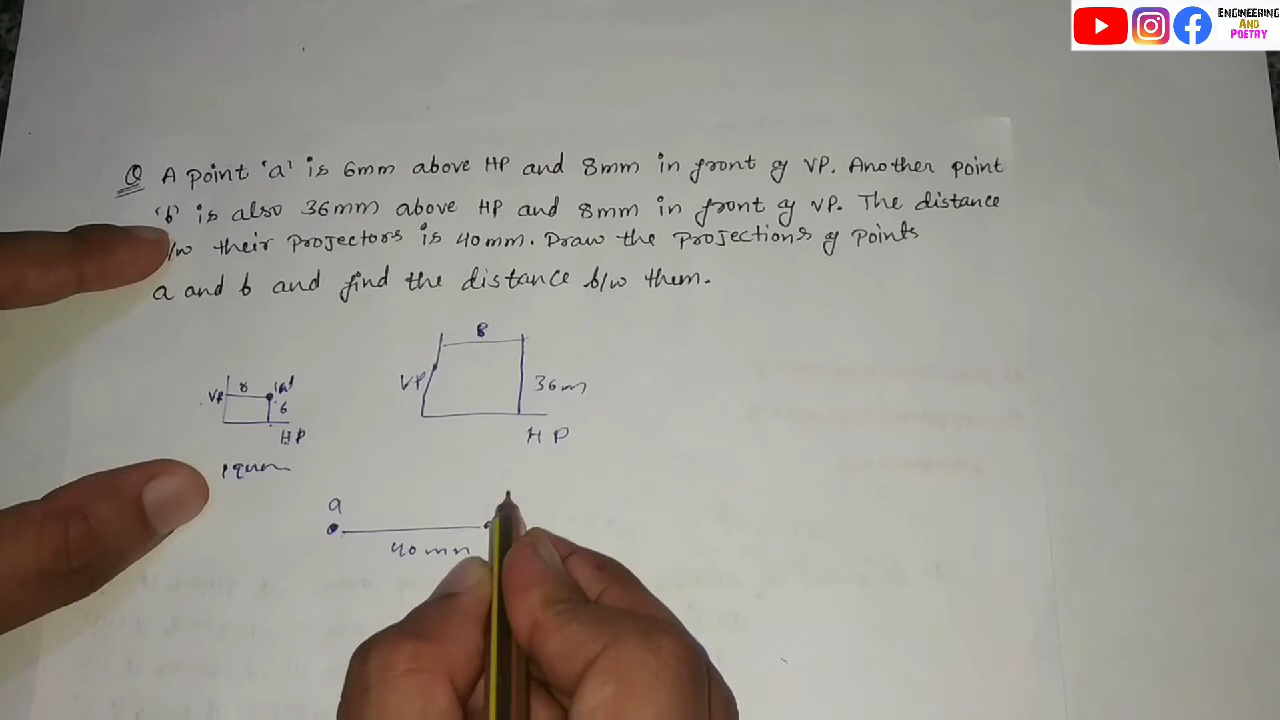 Q A Point 'a' is 6mm above HP and 8mm in front of VP. Another point
'b' is also 36mm above HP and 8mm in front of VP. The distance
b/w their Projectors is 40mm. Draw the Projections of Points
a and b and find the distance b/w them.
8
VP 8 'a'
6
HP
VP 36m
HP
a
40mm
ENGINEERING
AND
POETRY